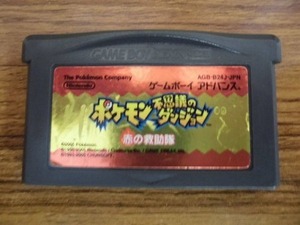 GAME BOY
The Pokémon Company
AGB-B24J-JPN
Nintendo
ゲームボーイ アドバンス
ポケモン不思議のダンジョン
赤の救助隊